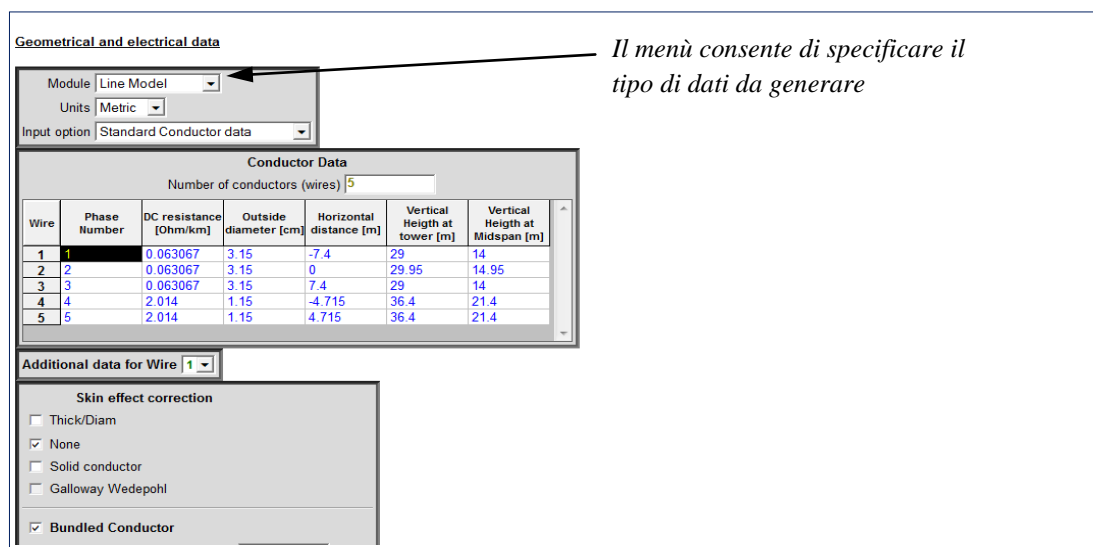 Geometrical and electrical data
Il menù consente di specificare il
tipo di dati da generare
Module Line Model
Units Metric
Input option Standard Conductor data
Conductor Data
Number of conductors (wires) 5
Wire Phase Number DC resistance [Ohm/km] Outside diameter [cm] Horizontal distance [m] Vertical Heigth at tower [m] Vertical Heigth at Midspan [m]
1 1 0.063067 3.15 -7.4 29 14
2 2 0.063067 3.15 0 29.95 14.95
3 3 0.063067 3.15 7.4 29 14
4 4 2.014 1.15 -4.715 36.4 21.4
5 5 2.014 1.15 4.715 36.4 21.4
Additional data for Wire 1
Skin effect correction
Thick/Diam
None
Solid conductor
Galloway Wedepohl
Bundled Conductor